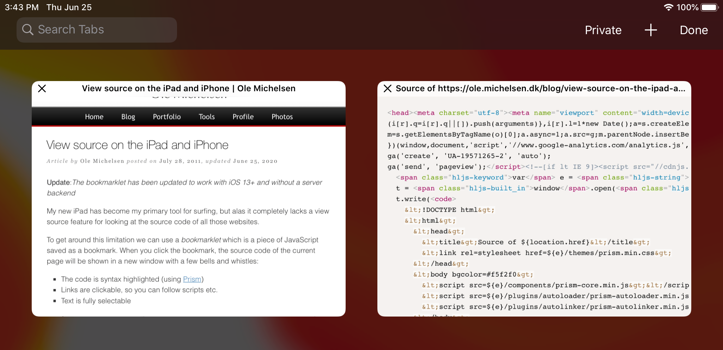 3:43 PM Thu Jun 25
100%
Search Tabs
Private
Done
View source on the iPad and iPhone | Ole Michelsen
Home Blog Portfolio Tools Profile Photos
View source on the iPad and iPhone
Article by Ole Michelsen posted on July 28, 2011, updated June 25, 2020
Update: The bookmarklet has been updated to work with iOS 13+ and without a server
backend
My new iPad has become my primary tool for surfing, but alas it completely lacks a view
source feature for looking at the source code of all those websites.
To get around this limitation we can use a bookmarklet which is a piece of JavaScript
saved as a bookmark. When you click the bookmark, the source code of the current
page will be shown in a new window with a few bells and whistles:
• The code is syntax highlighted (using Prism)
• Links are clickable, so you can follow scripts etc.
• Text is fully selectable
Source of https://ole.michelsen.dk/blog/view-source-on-the-ipad-a...
<head><meta charset="utf-8"><meta name="viewport" content="width=devic
(i[r].q=i[r].q||[]).push(arguments)},i[r].l=1*new Date();a=s.createElem
m=s.getElementsByTagName(o)[0];a.async=1;a.src=g;m.parentNode.insertBe
})(window,document,'script','//www.google-analytics.com/analytics.js',
ga('create', 'UA-19571265-2', 'auto');
ga('send', 'pageview');</script><!--[if lt IE 9]><script src="//cdnjs.
<span class="hljs-keyword">var</span> e = <span class="hljs-string">
t = <span class="hljs-built_in">window</span>.open(<span class="hljs
t.write(<code>
&lt;!DOCTYPE html&gt;
&lt;html&gt;
&lt;head&gt;
&lt;title&gt;Source of ${location.href}&lt;/title&gt;
&lt;link rel=stylesheet href=${e}/themes/prism.min.css&gt;
&lt;/head&gt;
&lt;body bgcolor=#f5f2f0&gt;
&lt;script src=${e}/components/prism-core.min.js&gt;&lt;/scrip
&lt;script src=${e}/plugins/autoloader/prism-autoloader.min.js
&lt;script src=${e}/plugins/autolinker/prism-autolinker.min.js